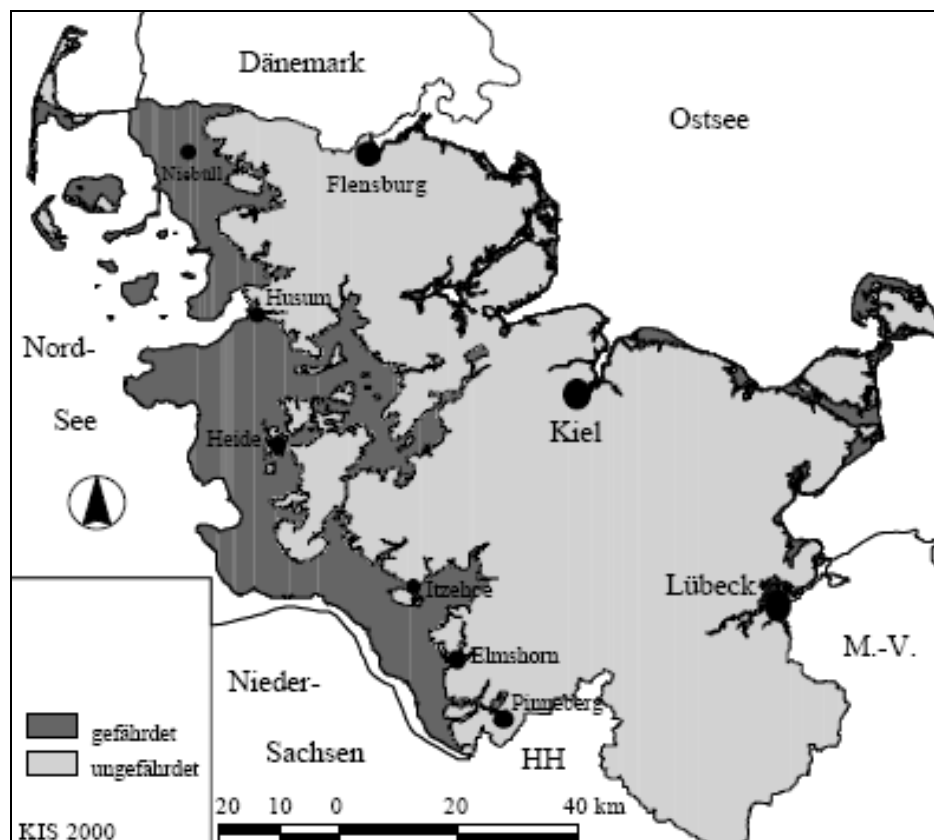 Dänemark
Ostsee
Niebüll
Flensburg
Husum
Nord-
See
Heide
Kiel
Itzehoe
Lübeck
Elmshorn
M.-V.
Nieder-
Pinneberg
Sachsen
HH
gefährdet
ungefährdet
20 10 0 20 40 km
KIS 2000